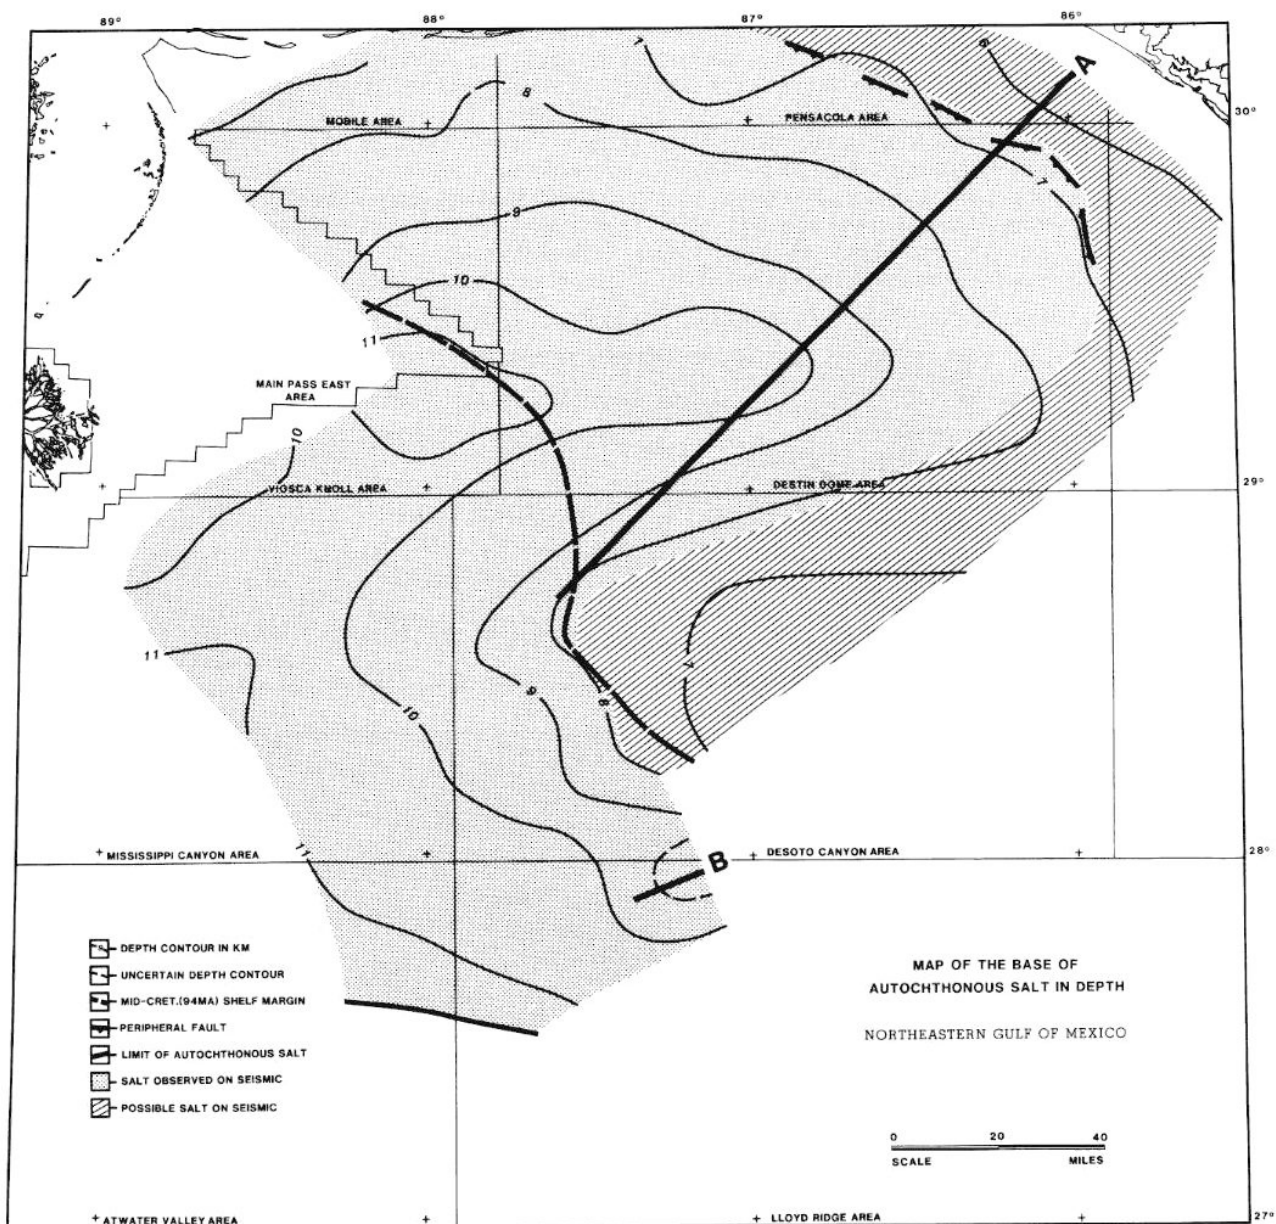 89°
88°
87°
86°
7
6
A
8
30°
MOBILE AREA
PENSACOLA AREA
7
9
10
11
MAIN PASS EAST
AREA
10
VIOSCA KNOLL AREA
DESTIN DOME AREA
29°
11
7
9
8
10
11
MISSISSIPPI CANYON AREA
B
DESOTO CANYON AREA
28°
DEPTH CONTOUR IN KM
UNCERTAIN DEPTH CONTOUR
MID-CRET.(94MA) SHELF MARGIN
PERIPHERAL FAULT
LIMIT OF AUTOCHTHONOUS SALT
SALT OBSERVED ON SEISMIC
POSSIBLE SALT ON SEISMIC
MAP OF THE BASE OF
AUTOCHTHONOUS SALT IN DEPTH
NORTHEASTERN GULF OF MEXICO
0 20 40
SCALE MILES
ATWATER VALLEY AREA
LLOYD RIDGE AREA
27°